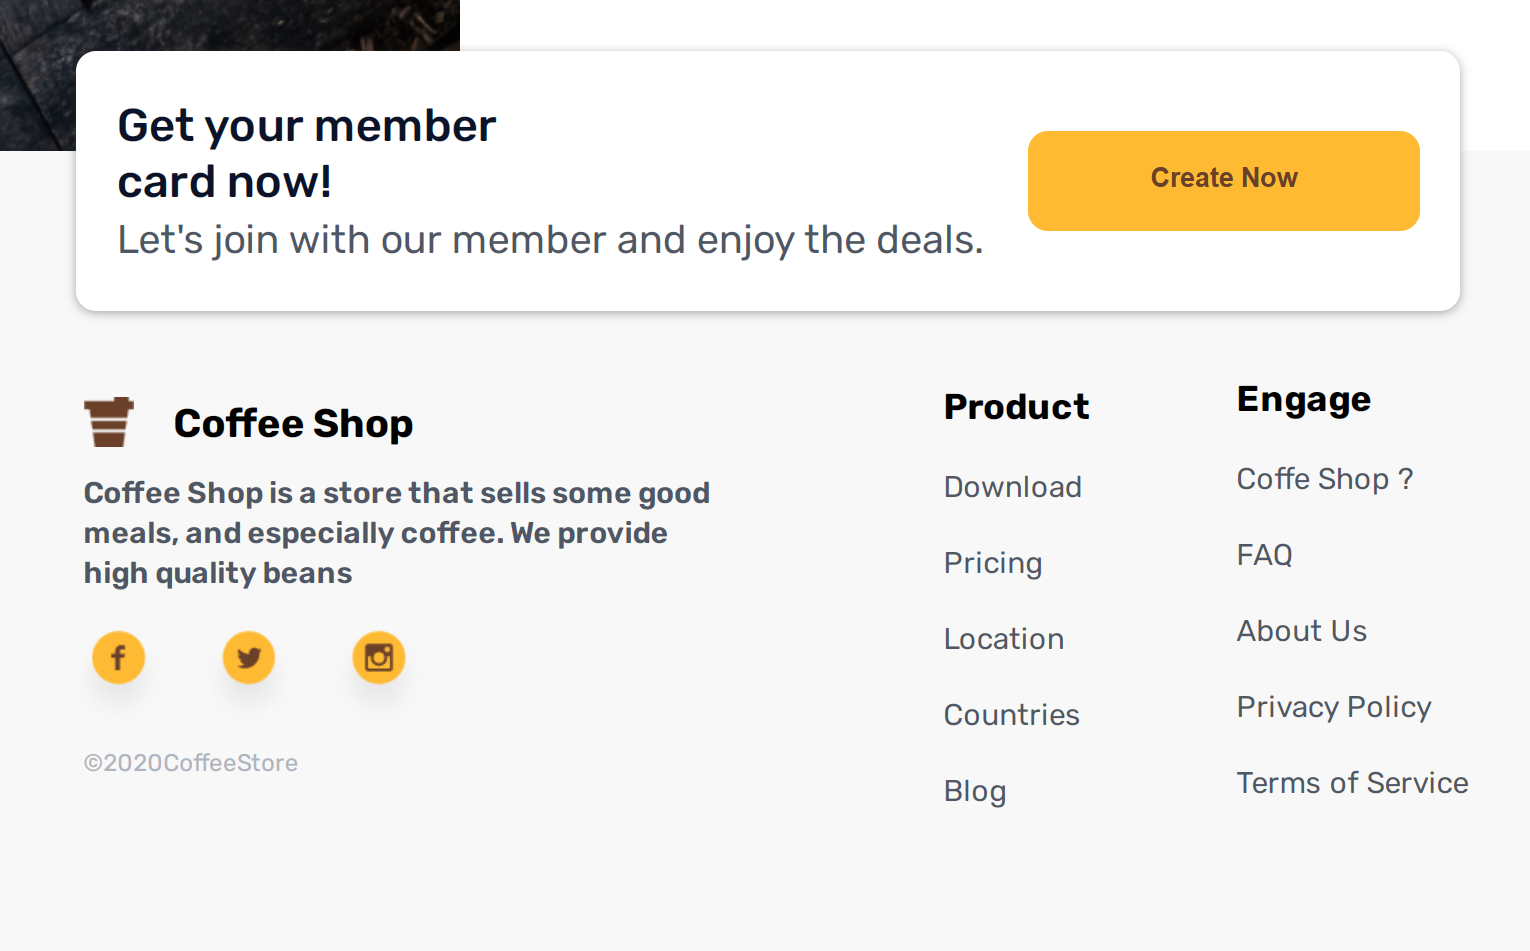 Get your member
card now!
Let's join with our member and enjoy the deals.
Create Now
Coffee Shop
Coffee Shop is a store that sells some good
meals, and especially coffee. We provide
high quality beans
©2020CoffeeStore
Product
Download
Pricing
Location
Countries
Blog
Engage
Coffe Shop ?
FAQ
About Us
Privacy Policy
Terms of Service